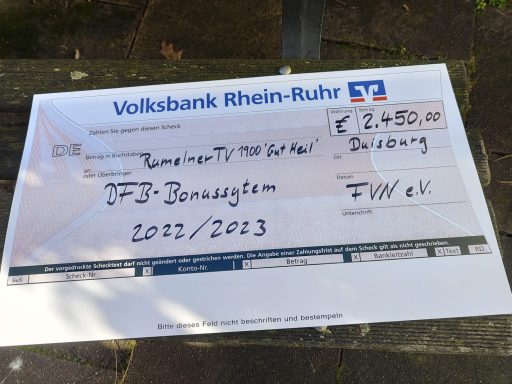 Volksbank Rhein-Ruhr
Zahlen Sie gegen diesen Scheck
Währung Betrag
€ 2.450,00
DE
Betrag in Buchstaben
RumelnerTV 1900 'Gut Heil' Duisburg
an Ort
oder Überbringer
DFB-Bonussytem
Datum
FVN e.V.
2022/2023
Unterschrift
Der vorgedruckte Schecktext darf nicht geändert oder gestrichen werden. Die Angabe einer Zahlungsfrist auf dem Scheck gilt als nicht geschrieben.
Scheck-Nr. X Konto-Nr. X Betrag X Bankleitzahl X Text
Bitte dieses Feld nicht beschriften und bestempeln